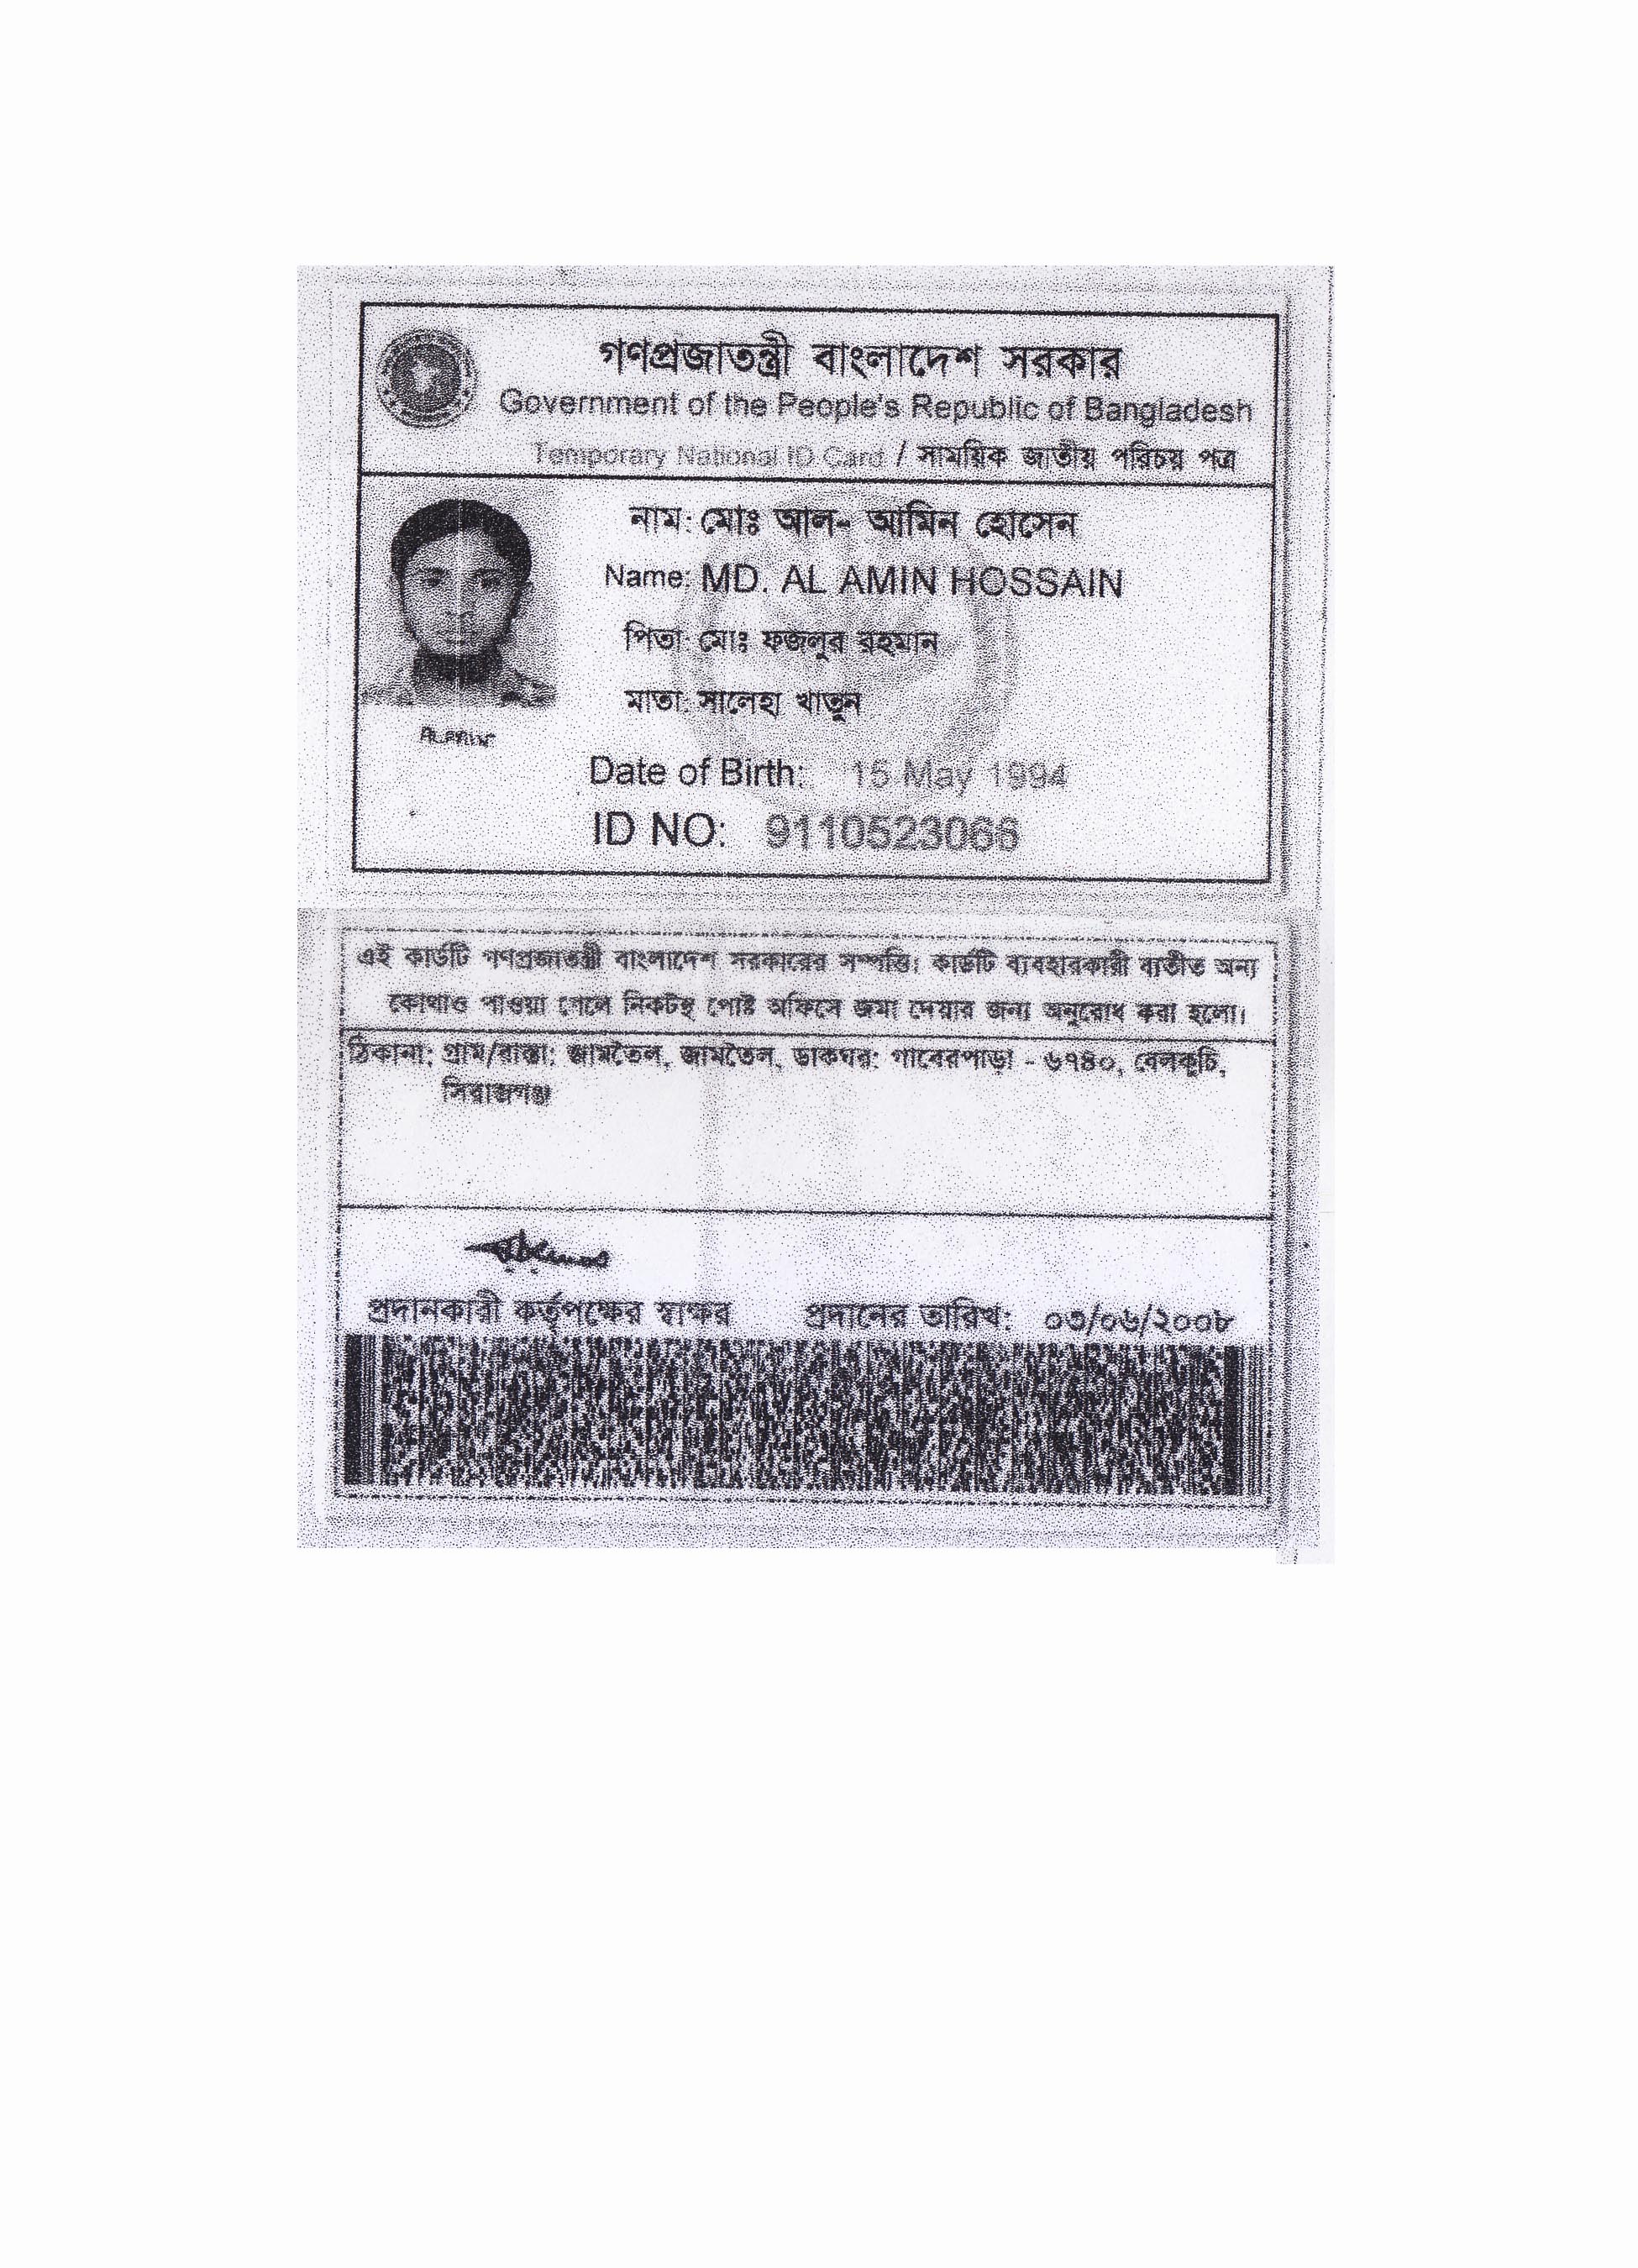 গণপ্রজাতন্ত্রী বাংলাদেশ সরকার
Government of the People's Republic of Bangladesh
Temporary National ID Card / সাময়িক জাতীয় পরিচয় পত্র
নাম: মোঃ আল- আমিন হোসেন
Name: MD. AL AMIN HOSSAIN
পিতা: মোঃ ফজলুর রহমান
মাতা: সালেহা খাতুন
Date of Birth: 15 May 1994
ID NO: 9110523066
এই কার্ডটি গণপ্রজাতন্ত্রী বাংলাদেশ সরকারের সম্পত্তি। কার্ডটি ব্যবহারকারী ব্যতীত অন্য
কোথাও পাওয়া গেলে নিকটস্থ পোষ্ট অফিসে জমা দেয়ার জন্য অনুরোধ করা হলো।
ঠিকানা: গ্রাম/রাস্তা: জামতৈল, জামতৈল, ডাকঘর: গাবেরপাড়া - ৬৭৪০, বেলকুচি,
সিরাজগঞ্জ
প্রদানকারী কর্তৃপক্ষের স্বাক্ষর প্রদানের তারিখ: ০৩/০৬/২০০৮